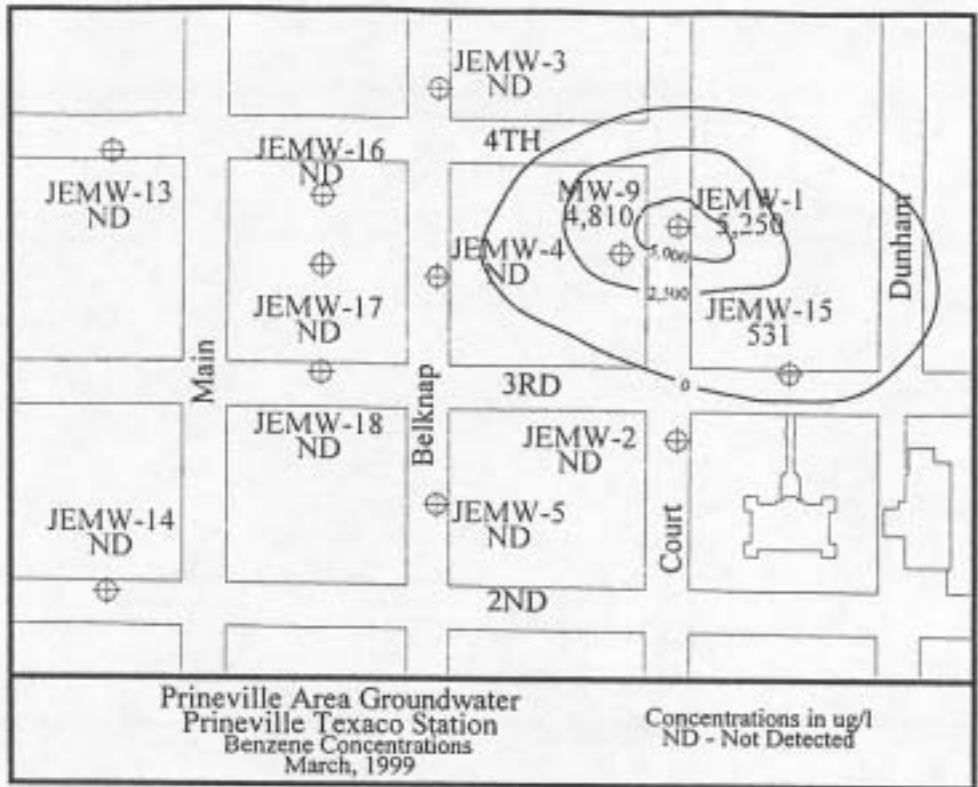 JEMW-3
ND
4TH
JEMW-16
ND
JEMW-13
ND
MW-9
4,810
JEMW-1
5,250
5,000
JEMW-4
ND
2,500
Dunham
JEMW-17
ND
JEMW-15
531
Main
Belknap
3RD
0
JEMW-18
ND
JEMW-2
ND
JEMW-14
ND
JEMW-5
ND
Court
2ND
Prineville Area Groundwater
Prineville Texaco Station
Benzene Concentrations
March, 1999
Concentrations in ug/l
ND - Not Detected